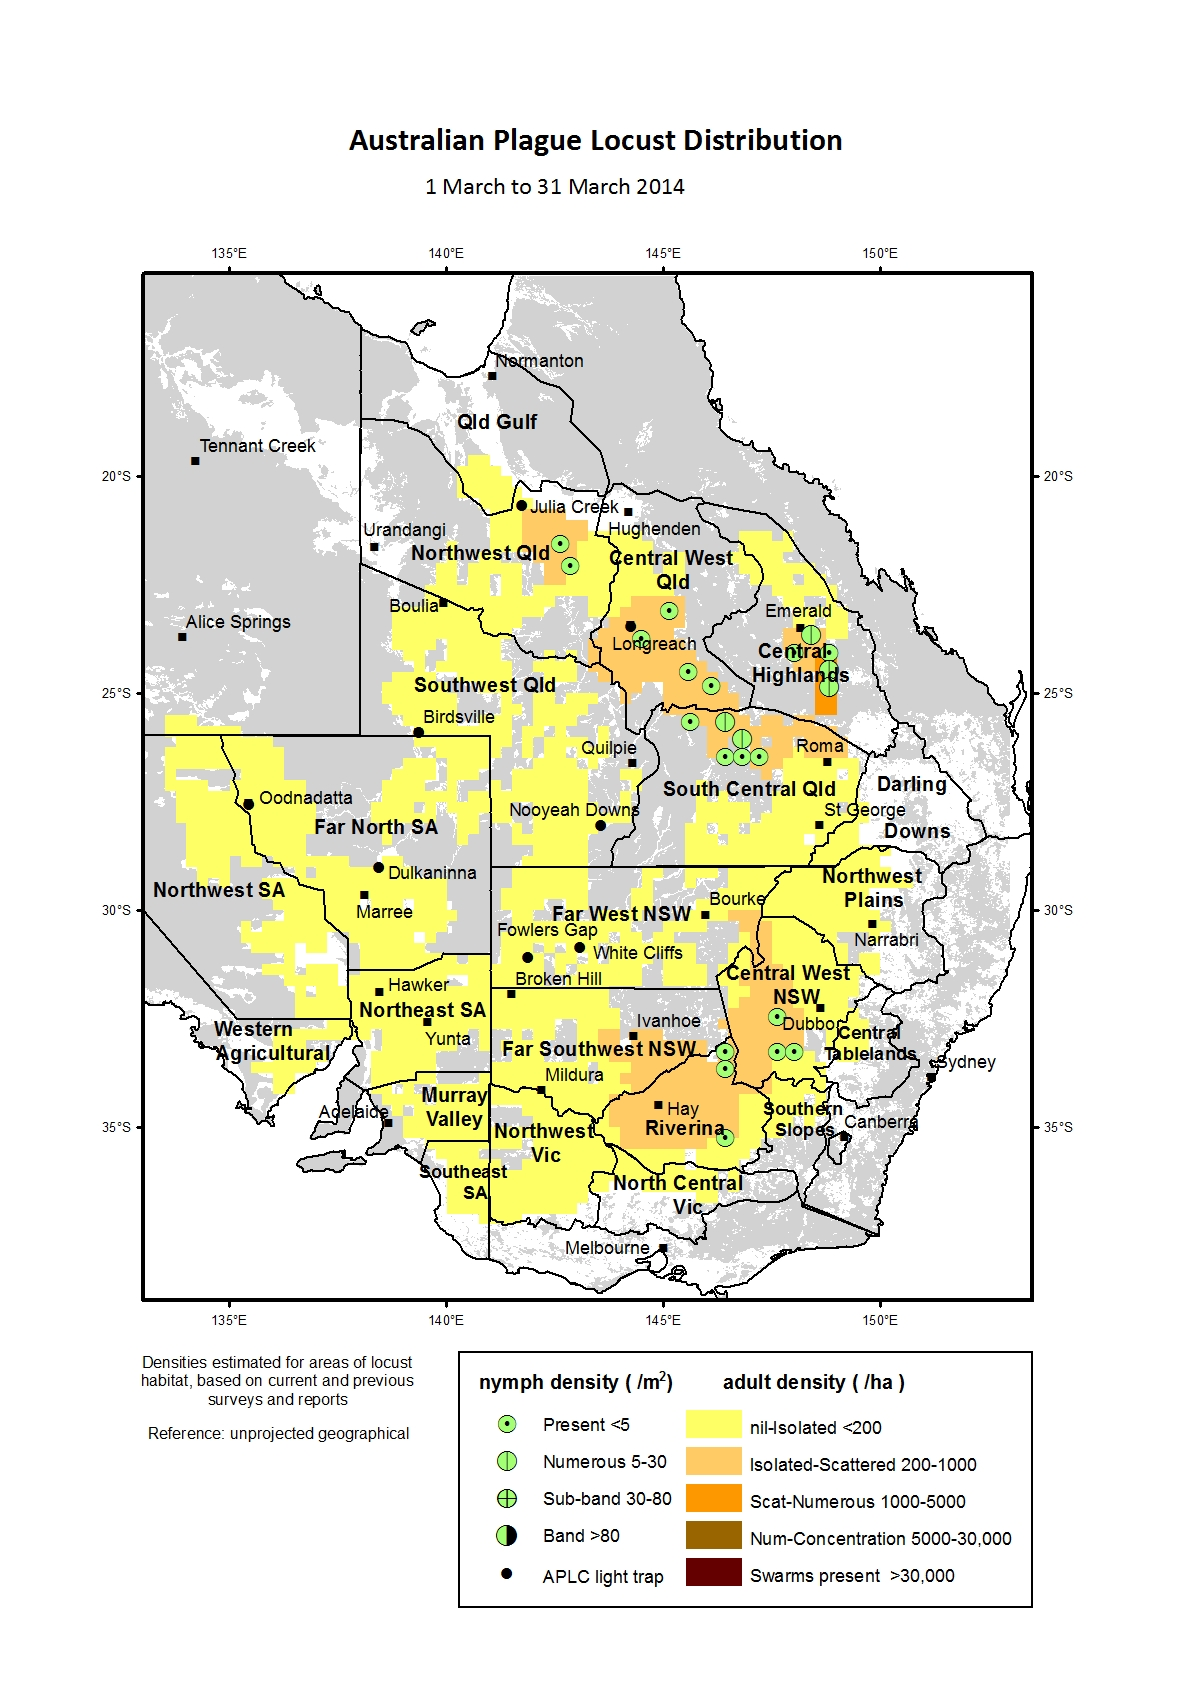 Australian Plague Locust Distribution
1 March to 31 March 2014
135°E 140°E 145°E 150°E
Normanton
Qld Gulf
Tennant Creek
20°S 20°S
Julia Creek
Urandangi
Hughenden
Northwest Qld
Central West
Qld
Boulia
Emerald
Alice Springs
Longreach
Central
Highlands
Southwest Qld
25°S 25°S
Birdsville
Quilpie
Roma
South Central Qld
Darling
Downs
Oodnadatta
Nooyeah Downs
St George
Far North SA
Dulkaninna
Northwest SA
Marree
Northwest
Plains
Bourke
30°S 30°S
Far West NSW
Fowlers Gap
Narrabri
White Cliffs
Broken Hill
Central West
NSW
Hawker
Northeast SA
Ivanhoe
Dubbo
Western
Agricultural
Yunta
Central
Tablelands
Far Southwest NSW
Sydney
Mildura
Murray
Valley
Adelaide
Hay
Riverina
Southern
Slopes
Canberra
35°S 35°S
Northwest
Vic
Southeast
SA
North Central
Vic
Melbourne
135°E 140°E 145°E 150°E
Densities estimated for areas of locust
habitat, based on current and previous
surveys and reports
Reference: unprojected geographical
nymph density ( /m²) adult density ( /ha )
Present <5 nil-Isolated <200
Numerous 5-30 Isolated-Scattered 200-1000
Sub-band 30-80 Scat-Numerous 1000-5000
Band >80 Num-Concentration 5000-30,000
APLC light trap Swarms present >30,000